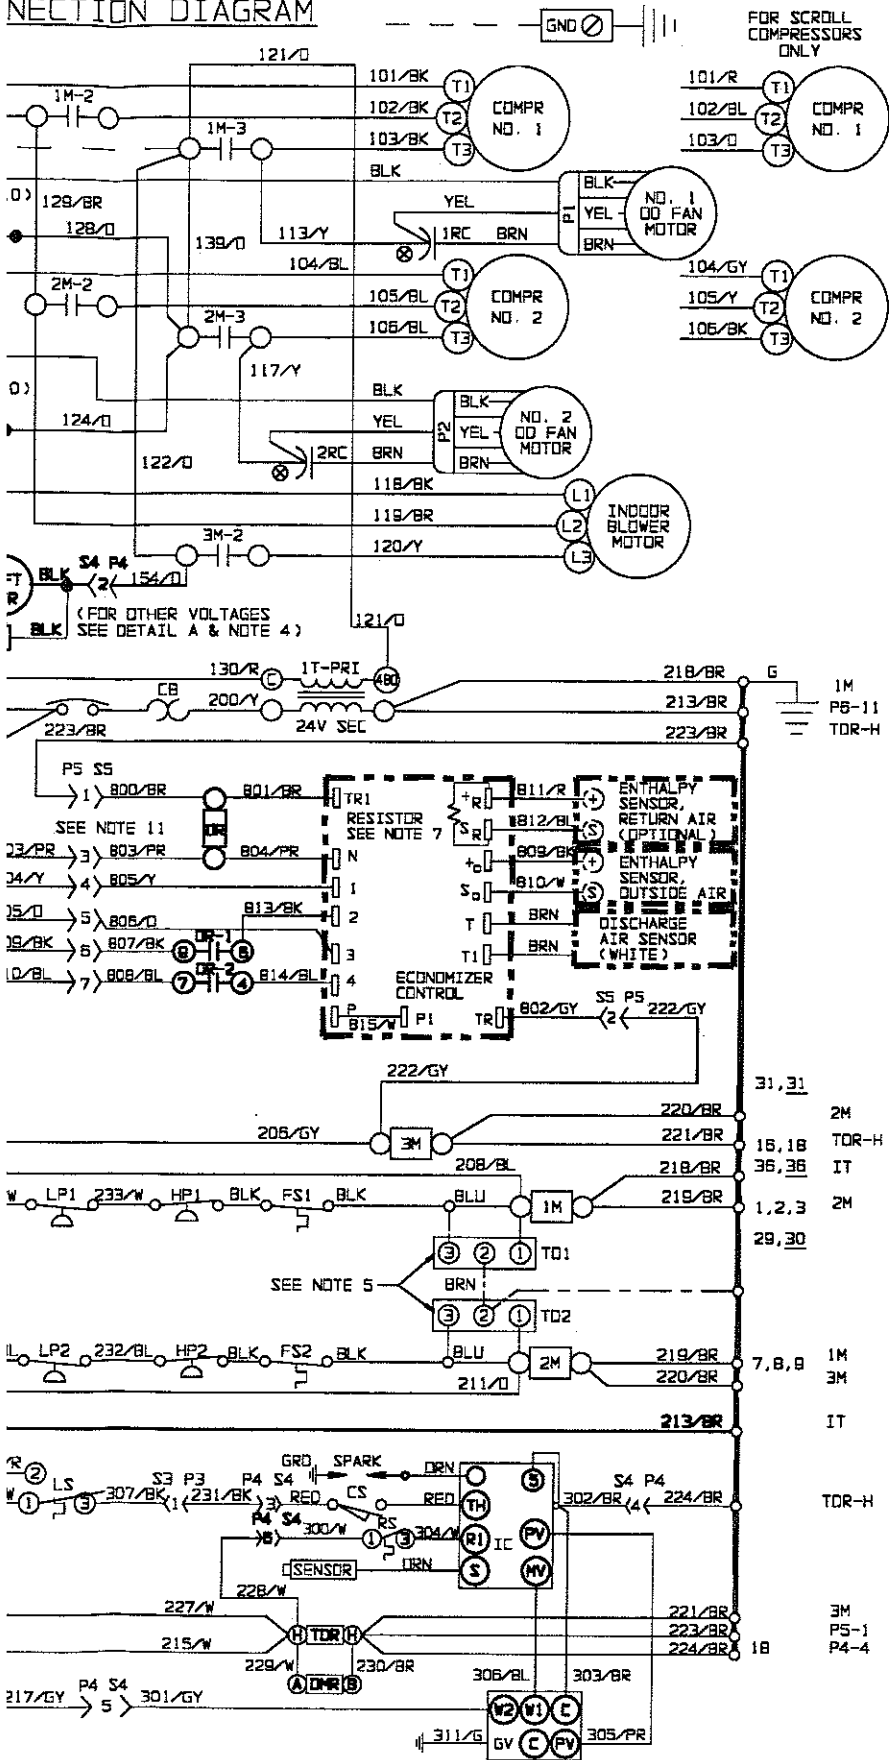 NECTION DIAGRAM
GND
FOR SCROLL
COMPRESSORS
ONLY
121/O
101/BK
T1
COMPR
NO. 1
101/R
T1
COMPR
NO. 1
1M-2
102/BK
T2
102/BL
T2
1M-3
103/BK
T3
103/O
T3
BLK
129/BR
128/O
139/O
113/Y
YEL
1RC
BRN
P1
BLK
YEL
BRN
NO. 1
OD FAN
MOTOR
104/BL
T1
COMPR
NO. 2
104/GY
T1
COMPR
NO. 2
2M-2
105/BL
T2
105/Y
T2
2M-3
106/BL
T3
106/BK
T3
117/Y
BLK
124/O
122/O
YEL
2RC
BRN
P2
BLK
YEL
BRN
NO. 2
OD FAN
MOTOR
118/BK
L1
119/BR
L2
INDOOR
BLOWER
MOTOR
3M-2
120/Y
L3
BLK
S4 P4
2
154/O
(FOR OTHER VOLTAGES
SEE DETAIL A & NOTE 4)
BLK
121/O
130/R
C
1T-PRI
480
218/BR
G
1M
CB
200/Y
24V SEC
213/BR
P6-11
223/BR
223/BR
TDR-H
P5 S5
1
800/BR
801/BR
TR1
RESISTOR
SEE NOTE 7
+R
811/R
+
ENTHALPY
SENSOR,
RETURN AIR
(OPTIONAL)
SEE NOTE 11
DR
SR
812/BL
S
03/PR
3
803/PR
804/PR
N
+O
809/BK
+
ENTHALPY
SENSOR,
OUTSIDE AIR
04/Y
4
805/Y
1
SO
810/W
S
813/BK
2
05/O
5
806/O
T
BRN
DISCHARGE
AIR SENSOR
(WHITE)
09/BK
6
807/BK
8
DR-1
6
3
T1
BRN
10/BL
7
808/BL
7
DR-2
4
814/BL
4
ECONOMIZER
CONTROL
P
815/W
P1
TR
802/GY
S5 P5
2
222/GY
222/GY
31,31
220/BR
2M
206/GY
3M
221/BR
16,18
TDR-H
208/BL
218/BR
36,36
IT
W
LP1
233/W
HP1
BLK
FS1
BLK
BLU
1M
219/BR
1,2,3
2M
29,30
3
2
1
TD1
SEE NOTE 5
BRN
3
2
1
TD2
LP2
232/BL
HP2
BLK
FS2
BLK
BLU
2M
219/BR
7,8,9
1M
220/BR
3M
211/O
213/BR
IT
2
GRD
SPARK
ORN
5
1
LS
3
307/BK
S3 P3
1
231/BK
P4 S4
3
RED
CS
RED
TH
302/BR
S4 P4
4
224/BR
TDR-H
P4 S4
6
300/W
1
RS
3
304/W
R1
IC
PV
SENSOR
ORN
S
MV
228/W
227/W
221/BR
3M
H
TDR
H
223/BR
P5-1
215/W
224/BR
18
P4-4
229/W
230/BR
A
DMR
B
306/BL
303/BR
217/GY
P4 S4
5
301/GY
W2
W1
C
311/G
GV
C
PV
305/PR